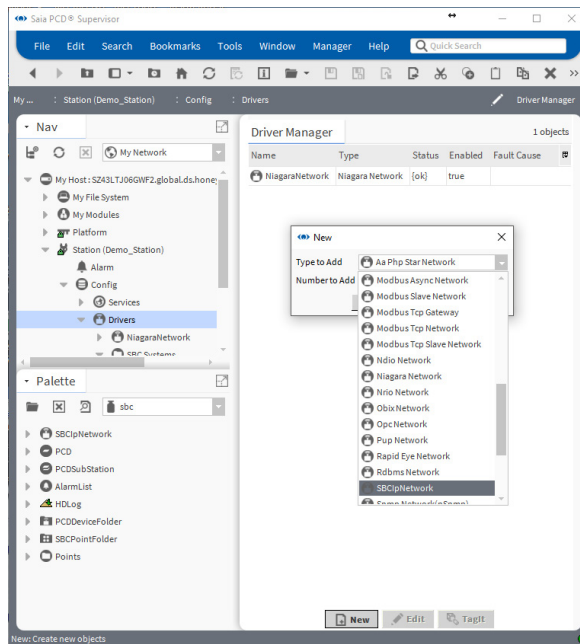 Saia PCD® Supervisor
File Edit Search Bookmarks Tools Window Manager Help Quick Search
My ... : Station (Demo_Station) : Config : Drivers Driver Manager
Nav
My Network
My Host : SZ43LTJ06GWF2.global.ds.hone
My File System
My Modules
Platform
Station (Demo_Station)
Alarm
Config
Services
Drivers
NiagaraNetwork
SBC Systems
Palette
sbc
SBCIpNetwork
PCD
PCDSubStation
AlarmList
HDLog
PCDDeviceFolder
SBCPointFolder
Points
Driver Manager 1 objects
Name Type Status Enabled Fault Cause
NiagaraNetwork Niagara Network {ok} true
New
Type to Add Aa Php Star Network
Number to Add
Modbus Async Network
Modbus Slave Network
Modbus Tcp Gateway
Modbus Tcp Network
Modbus Tcp Slave Network
Ndio Network
Niagara Network
Nrio Network
Obix Network
Opc Network
Pup Network
Rapid Eye Network
Rdbms Network
SBCIpNetwork
New Edit TagIt
New: Create new objects